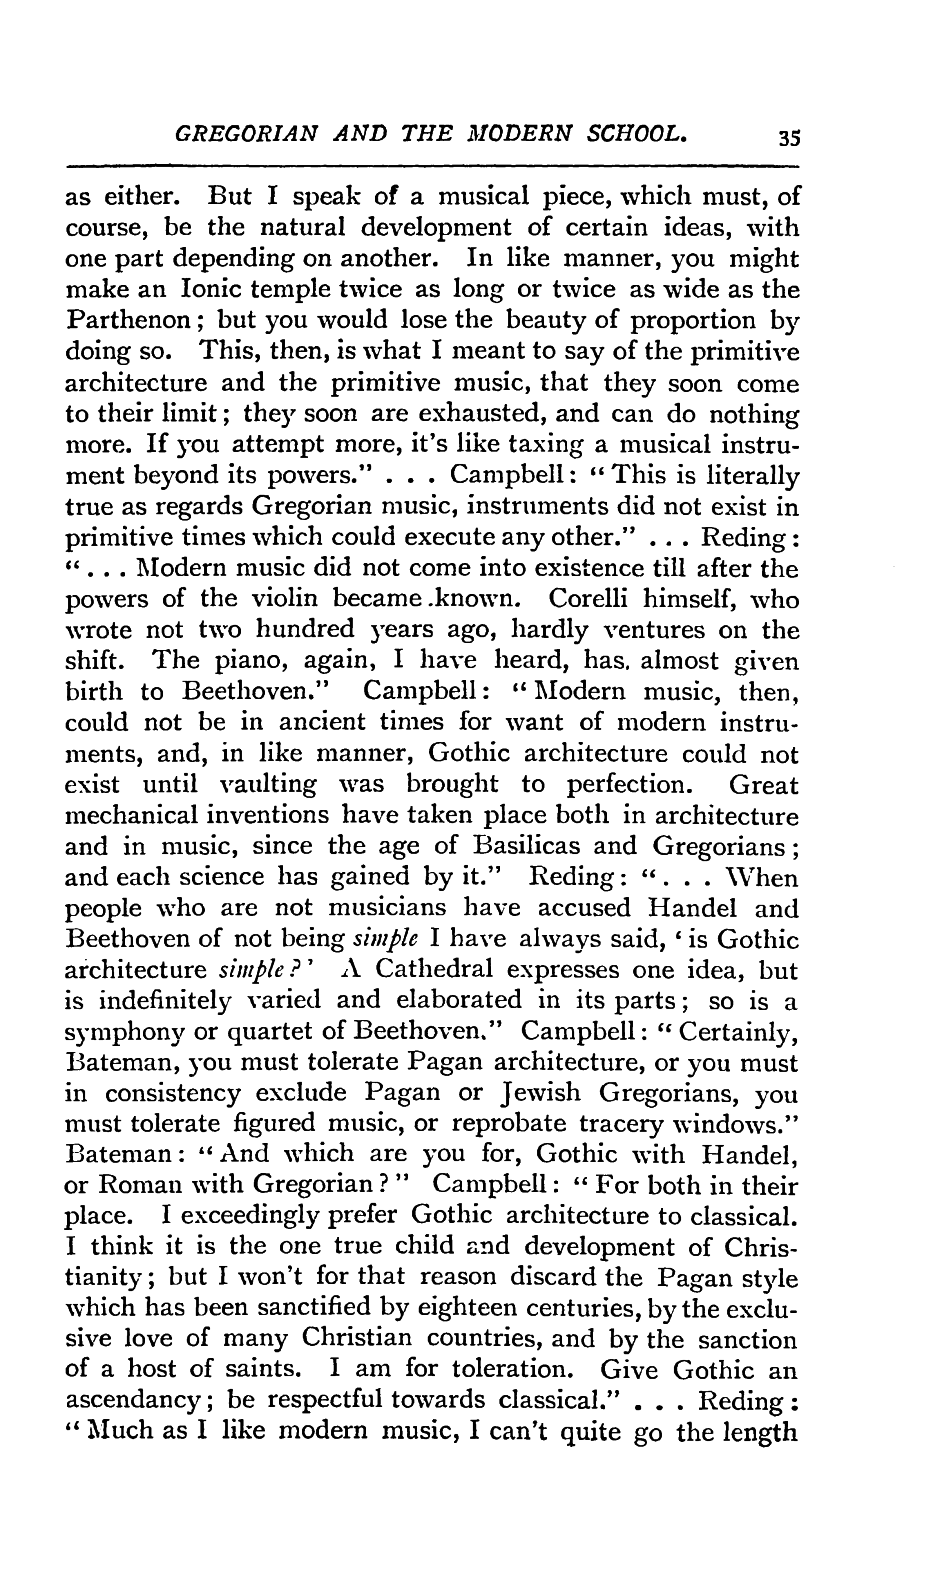 GREGORIAN AND THE MODERN SCHOOL. 35
as either. But I speak of a musical piece, which must, of
course, be the natural development of certain ideas, with
one part depending on another. In like manner, you might
make an Ionic temple twice as long or twice as wide as the
Parthenon; but you would lose the beauty of proportion by
doing so. This, then, is what I meant to say of the primitive
architecture and the primitive music, that they soon come
to their limit; they soon are exhausted, and can do nothing
more. If you attempt more, it's like taxing a musical instru-
ment beyond its powers." . . . Campbell: "This is literally
true as regards Gregorian music, instruments did not exist in
primitive times which could execute any other." . . . Reding:
". . . Modern music did not come into existence till after the
powers of the violin became .known. Corelli himself, who
wrote not two hundred years ago, hardly ventures on the
shift. The piano, again, I have heard, has. almost given
birth to Beethoven." Campbell: "Modern music, then,
could not be in ancient times for want of modern instru-
ments, and, in like manner, Gothic architecture could not
exist until vaulting was brought to perfection. Great
mechanical inventions have taken place both in architecture
and in music, since the age of Basilicas and Gregorians;
and each science has gained by it." Reding: ". . . When
people who are not musicians have accused Handel and
Beethoven of not being simple I have always said, 'is Gothic
architecture simple?' A Cathedral expresses one idea, but
is indefinitely varied and elaborated in its parts; so is a
symphony or quartet of Beethoven." Campbell: "Certainly,
Bateman, you must tolerate Pagan architecture, or you must
in consistency exclude Pagan or Jewish Gregorians, you
must tolerate figured music, or reprobate tracery windows."
Bateman: "And which are you for, Gothic with Handel,
or Roman with Gregorian?" Campbell: "For both in their
place. I exceedingly prefer Gothic architecture to classical.
I think it is the one true child and development of Chris-
tianity; but I won't for that reason discard the Pagan style
which has been sanctified by eighteen centuries, by the exclu-
sive love of many Christian countries, and by the sanction
of a host of saints. I am for toleration. Give Gothic an
ascendancy; be respectful towards classical." . . . Reding:
"Much as I like modern music, I can't quite go the length